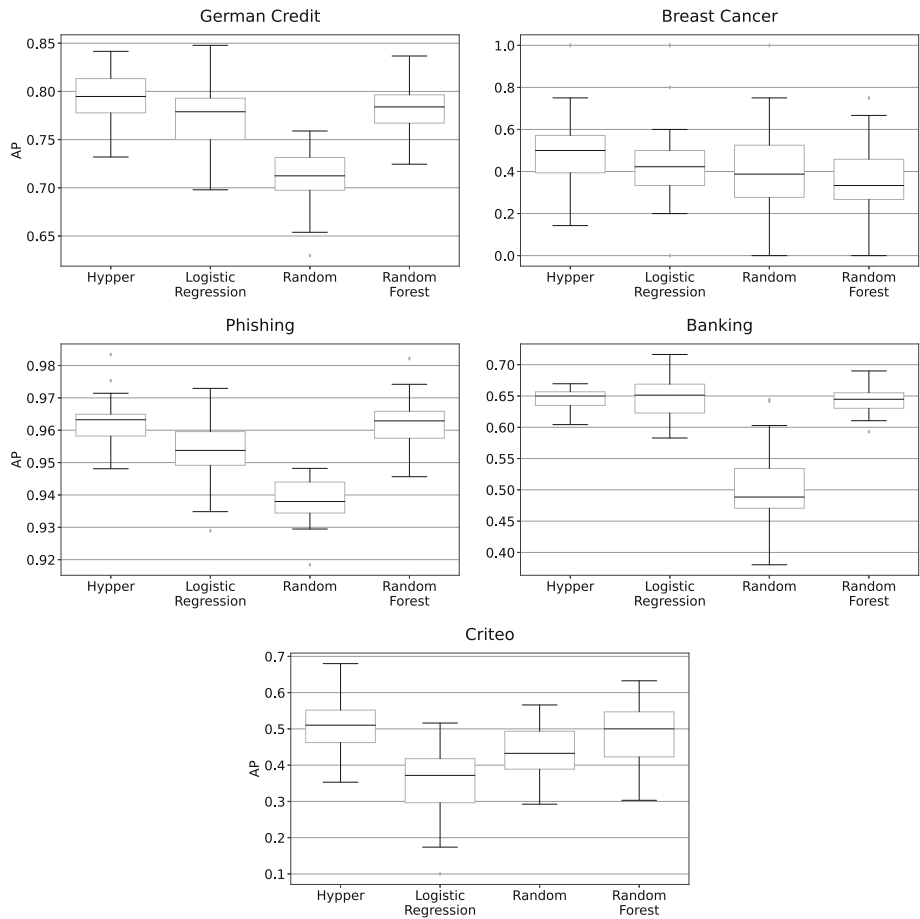 German Credit
0.85
0.80
0.75
0.70
0.65
AP
Hypper
Logistic
Regression
Random
Random
Forest
Breast Cancer
1.0
0.8
0.6
0.4
0.2
0.0
Hypper
Logistic
Regression
Random
Random
Forest
Phishing
0.98
0.97
0.96
0.95
0.94
0.93
0.92
AP
Hypper
Logistic
Regression
Random
Random
Forest
Banking
0.70
0.65
0.60
0.55
0.50
0.45
0.40
Hypper
Logistic
Regression
Random
Random
Forest
Criteo
0.7
0.6
0.5
0.4
0.3
0.2
0.1
AP
Hypper
Logistic
Regression
Random
Random
Forest